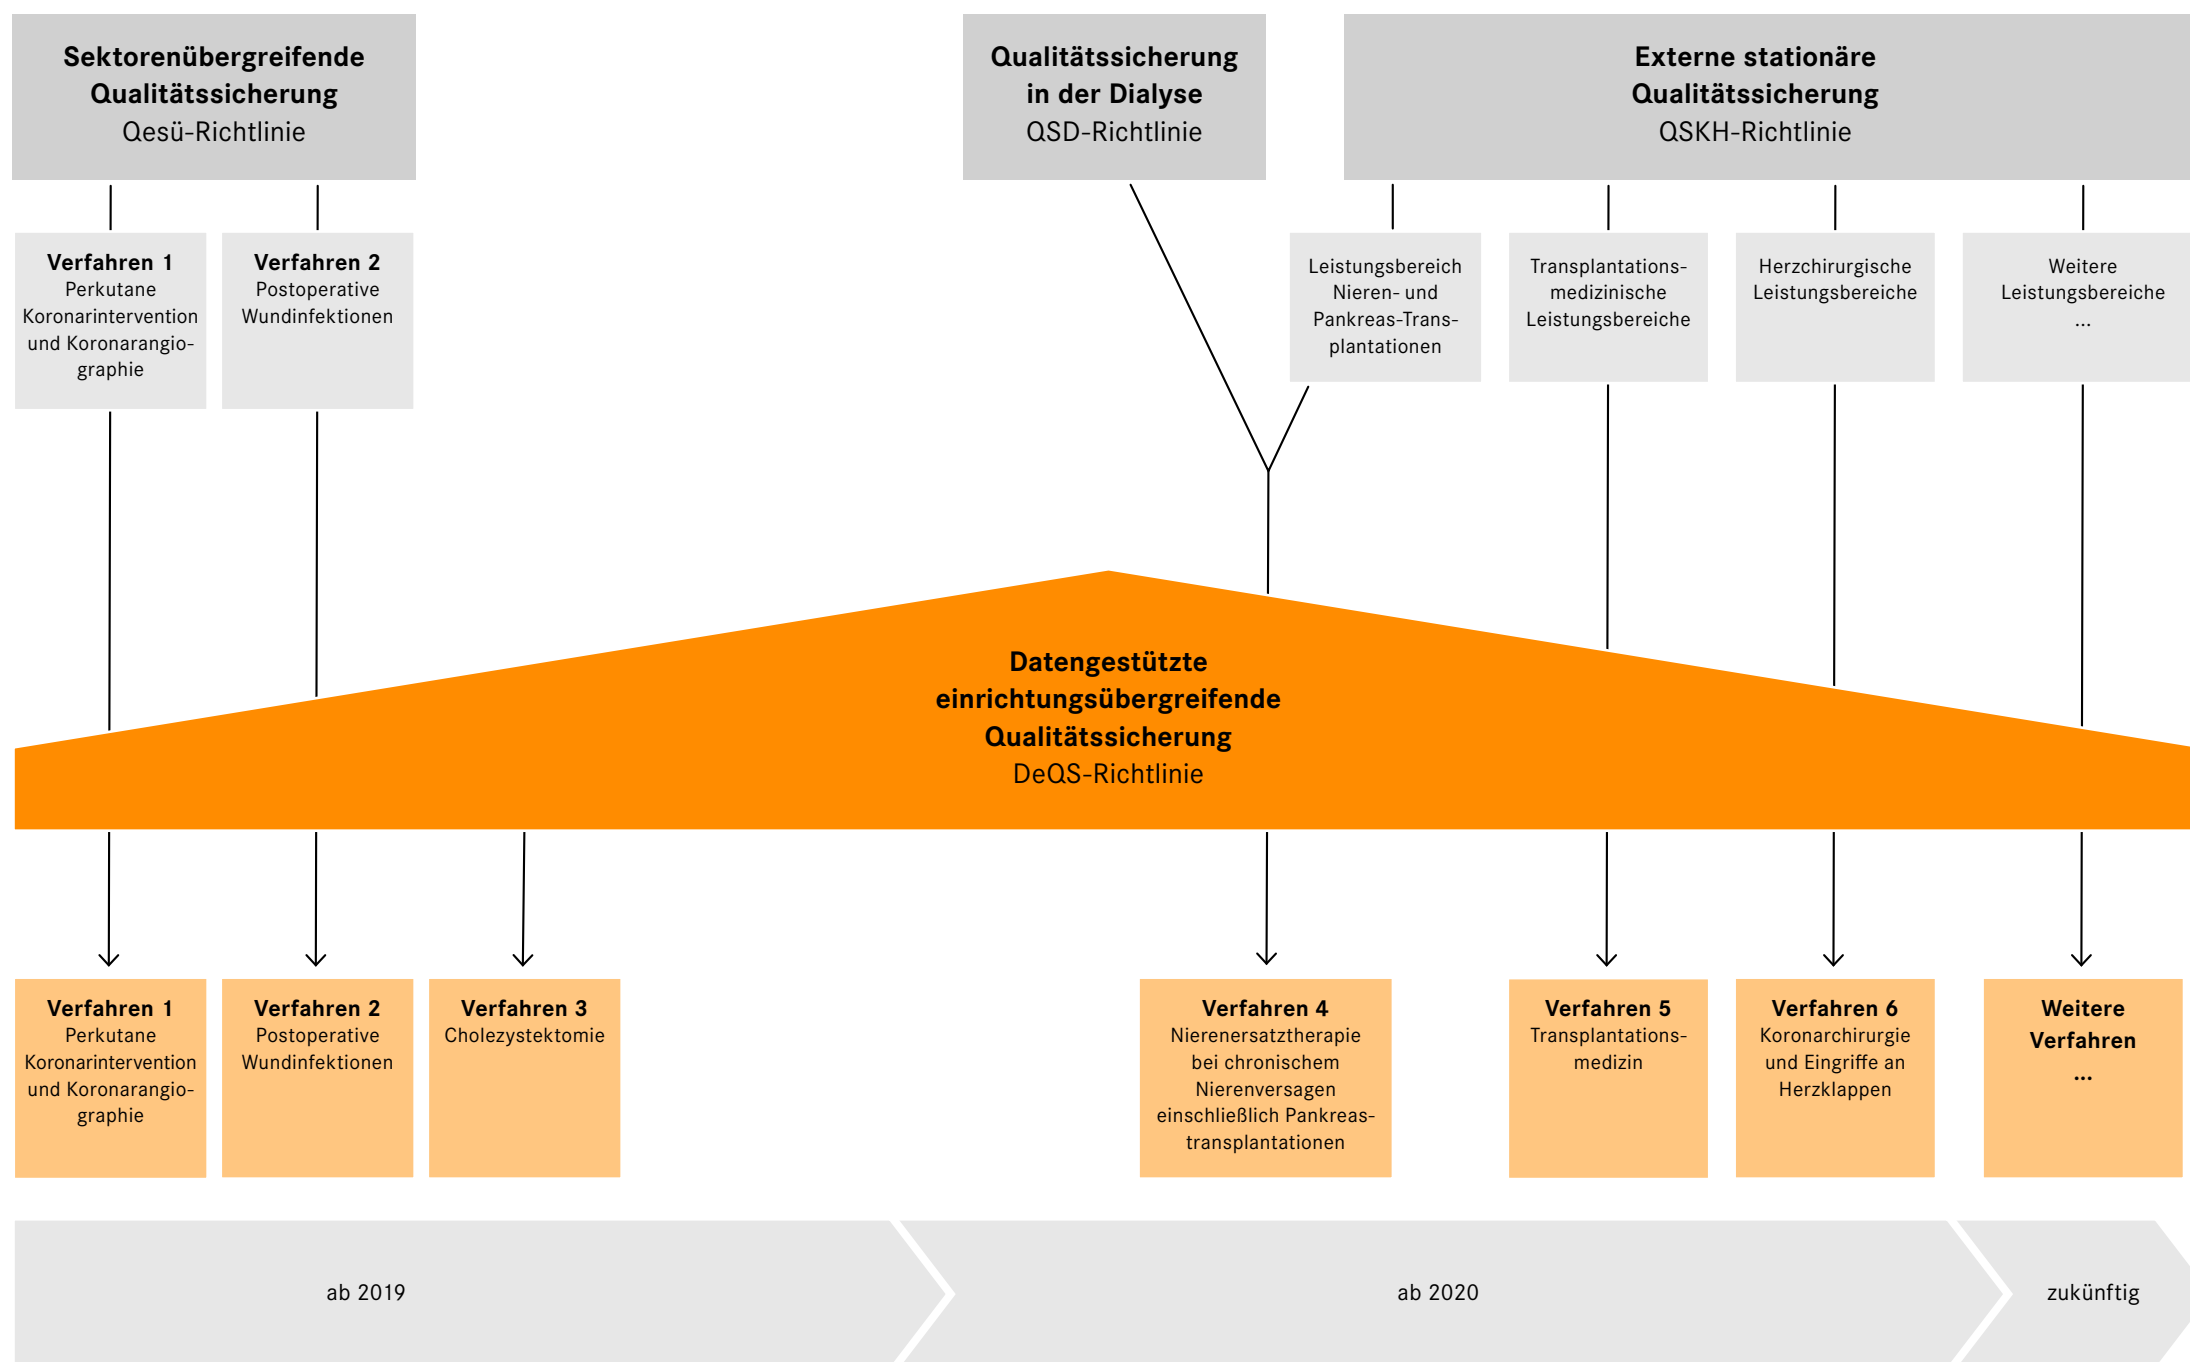 Sektorenübergreifende
Qualitätssicherung
Qesü-Richtlinie
Qualitätssicherung
in der Dialyse
QSD-Richtlinie
Externe stationäre
Qualitätssicherung
QSKH-Richtlinie
Verfahren 1
Perkutane
Koronarintervention
und Koronarangio-
graphie
Verfahren 2
Postoperative
Wundinfektionen
Leistungsbereich
Nieren- und
Pankreas-Trans-
plantationen
Transplantations-
medizinische
Leistungsbereiche
Herzchirurgische
Leistungsbereiche
Weitere
Leistungsbereiche
...
Datengestützte
einrichtungsübergreifende
Qualitätssicherung
DeQS-Richtlinie
Verfahren 1
Perkutane
Koronarintervention
und Koronarangio-
graphie
Verfahren 2
Postoperative
Wundinfektionen
Verfahren 3
Cholezystektomie
Verfahren 4
Nierenersatztherapie
bei chronischem
Nierenversagen
einschließlich Pankreas-
transplantationen
Verfahren 5
Transplantations-
medizin
Verfahren 6
Koronarchirurgie
und Eingriffe an
Herzklappen
Weitere
Verfahren
...
ab 2019
ab 2020
zukünftig